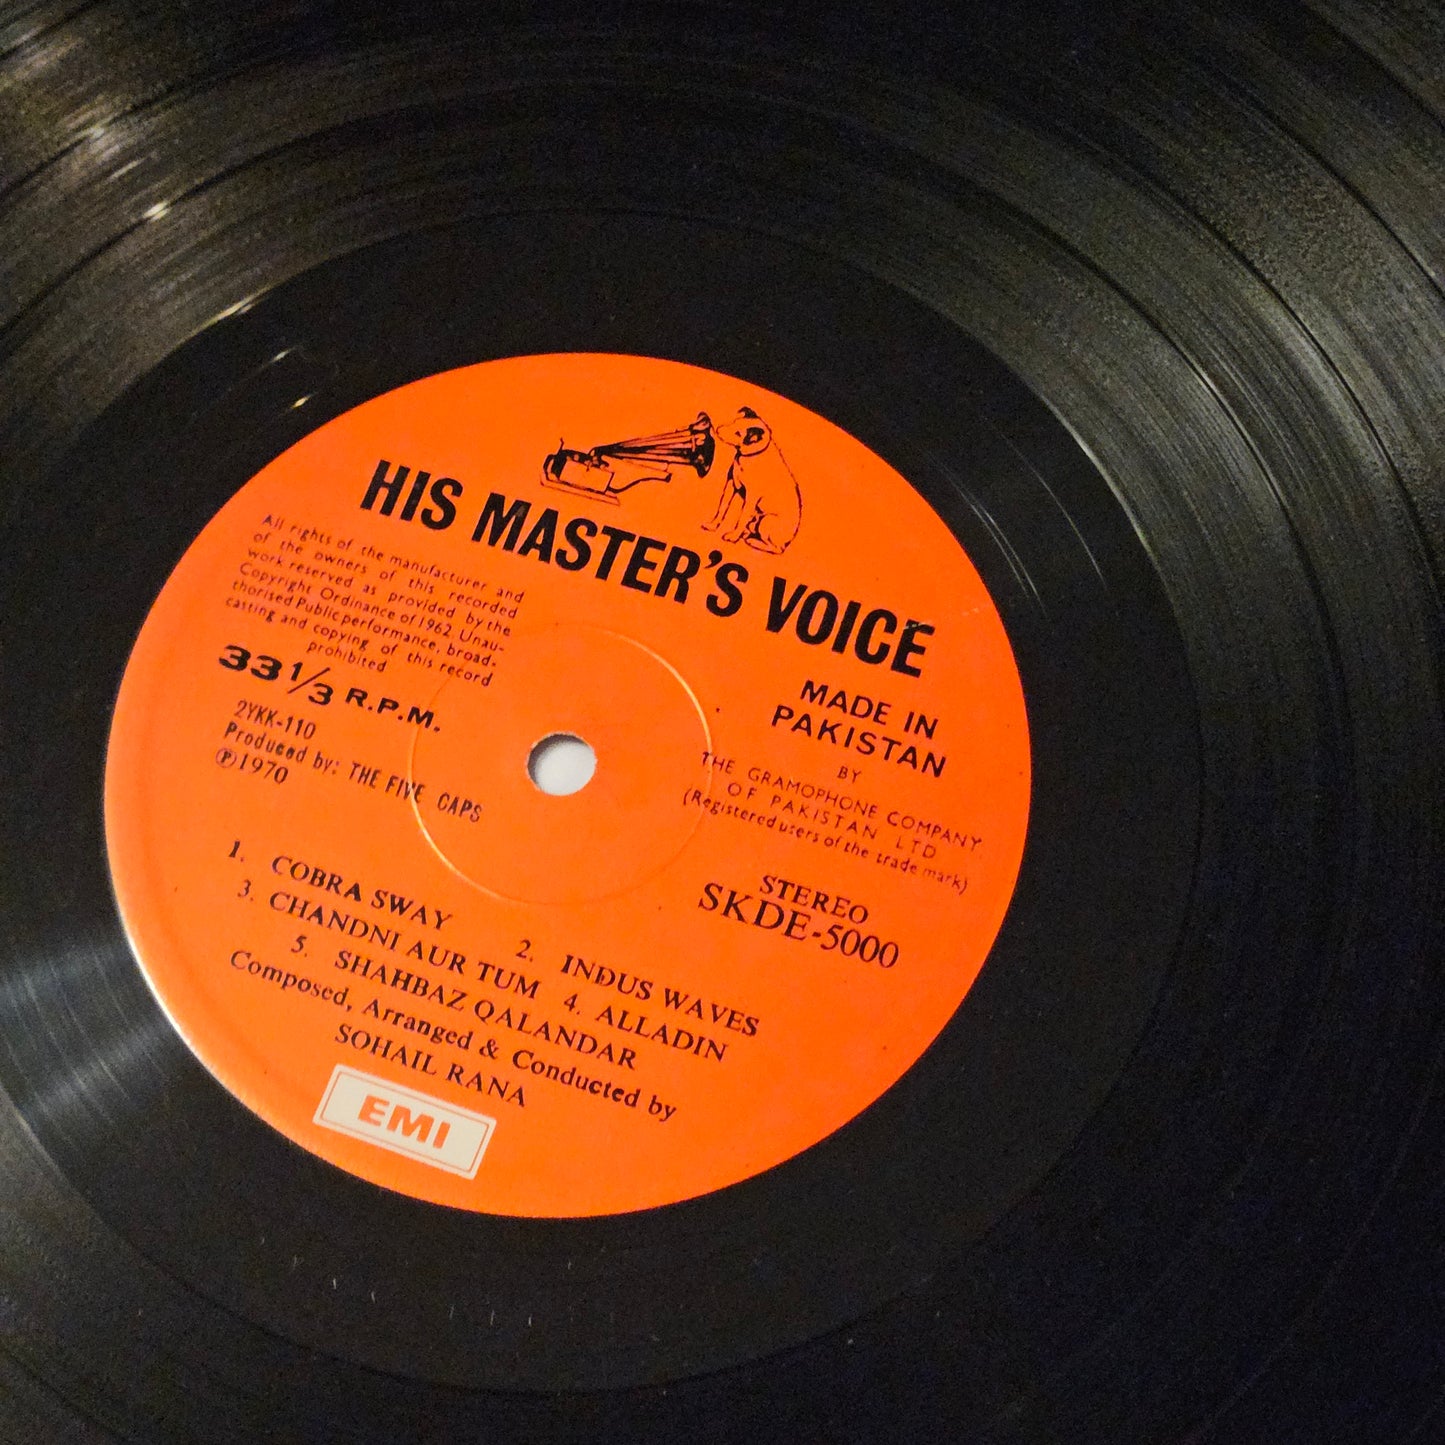 HIS MASTER'S VOICE
All rights of the manufacturer and
of the owners of this recorded
work reserved as provided by the
Copyright Ordinance of 1962. Unau-
thorised Public performance, broad-
casting and copying of this record
prohibited
33 1/3 R.P.M.
2YKK-110
Produced by: THE FIVE CAPS
Ⓟ1970
MADE IN
PAKISTAN
BY
THE GRAMOPHONE COMPANY
OF PAKISTAN LTD
(Registered users of the trade mark)
STEREO
SKDE-5000
1. COBRA SWAY 2. INDUS WAVES
3. CHANDNI AUR TUM 4. ALLADIN
5. SHAHBAZ QALANDAR
Composed, Arranged & Conducted by
SOHAIL RANA
EMI